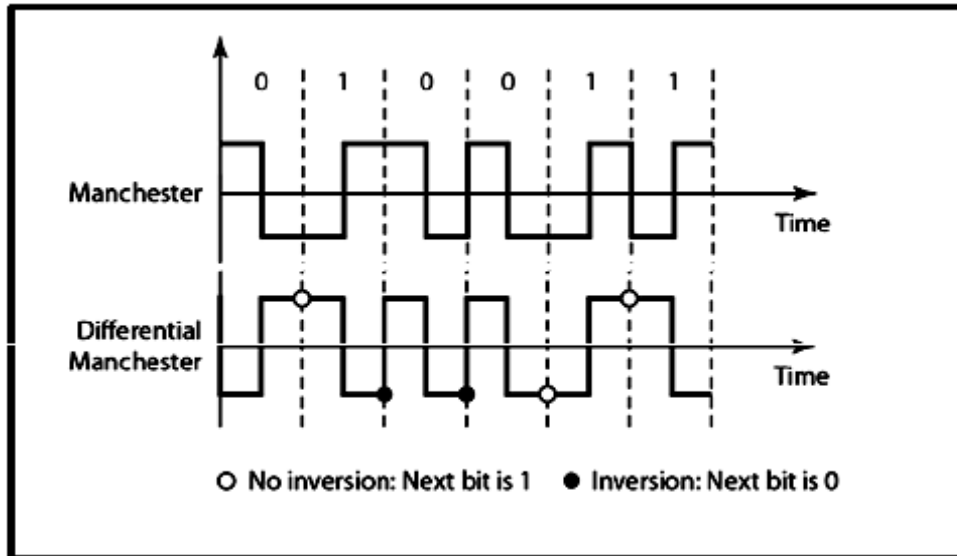 0 1 0 0 1 1
Manchester
Time
Differential
Manchester
Time
No inversion: Next bit is 1 Inversion: Next bit is 0